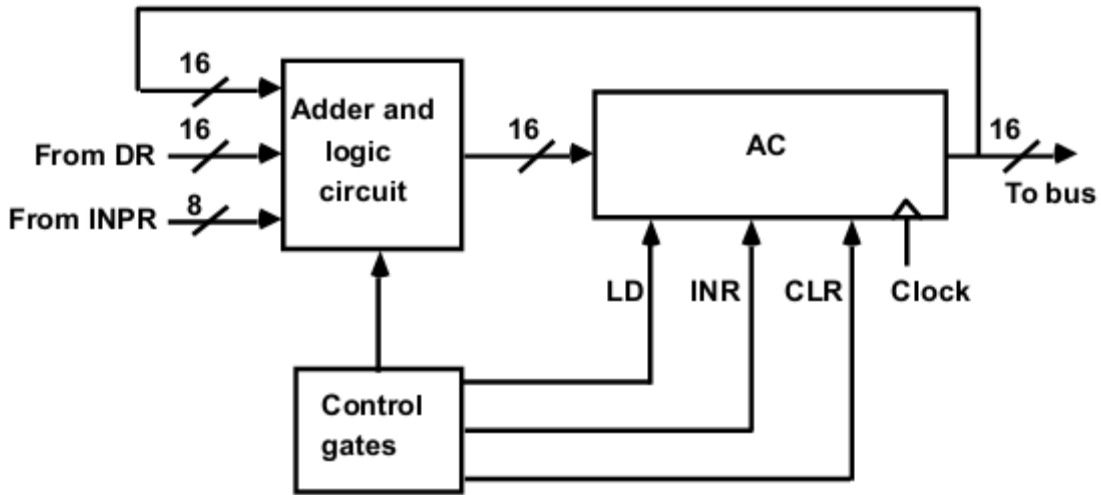 16
16
From DR
8
From INPR
Adder and
logic
circuit
16
AC
16
To bus
LD
INR
CLR
Clock
Control
gates